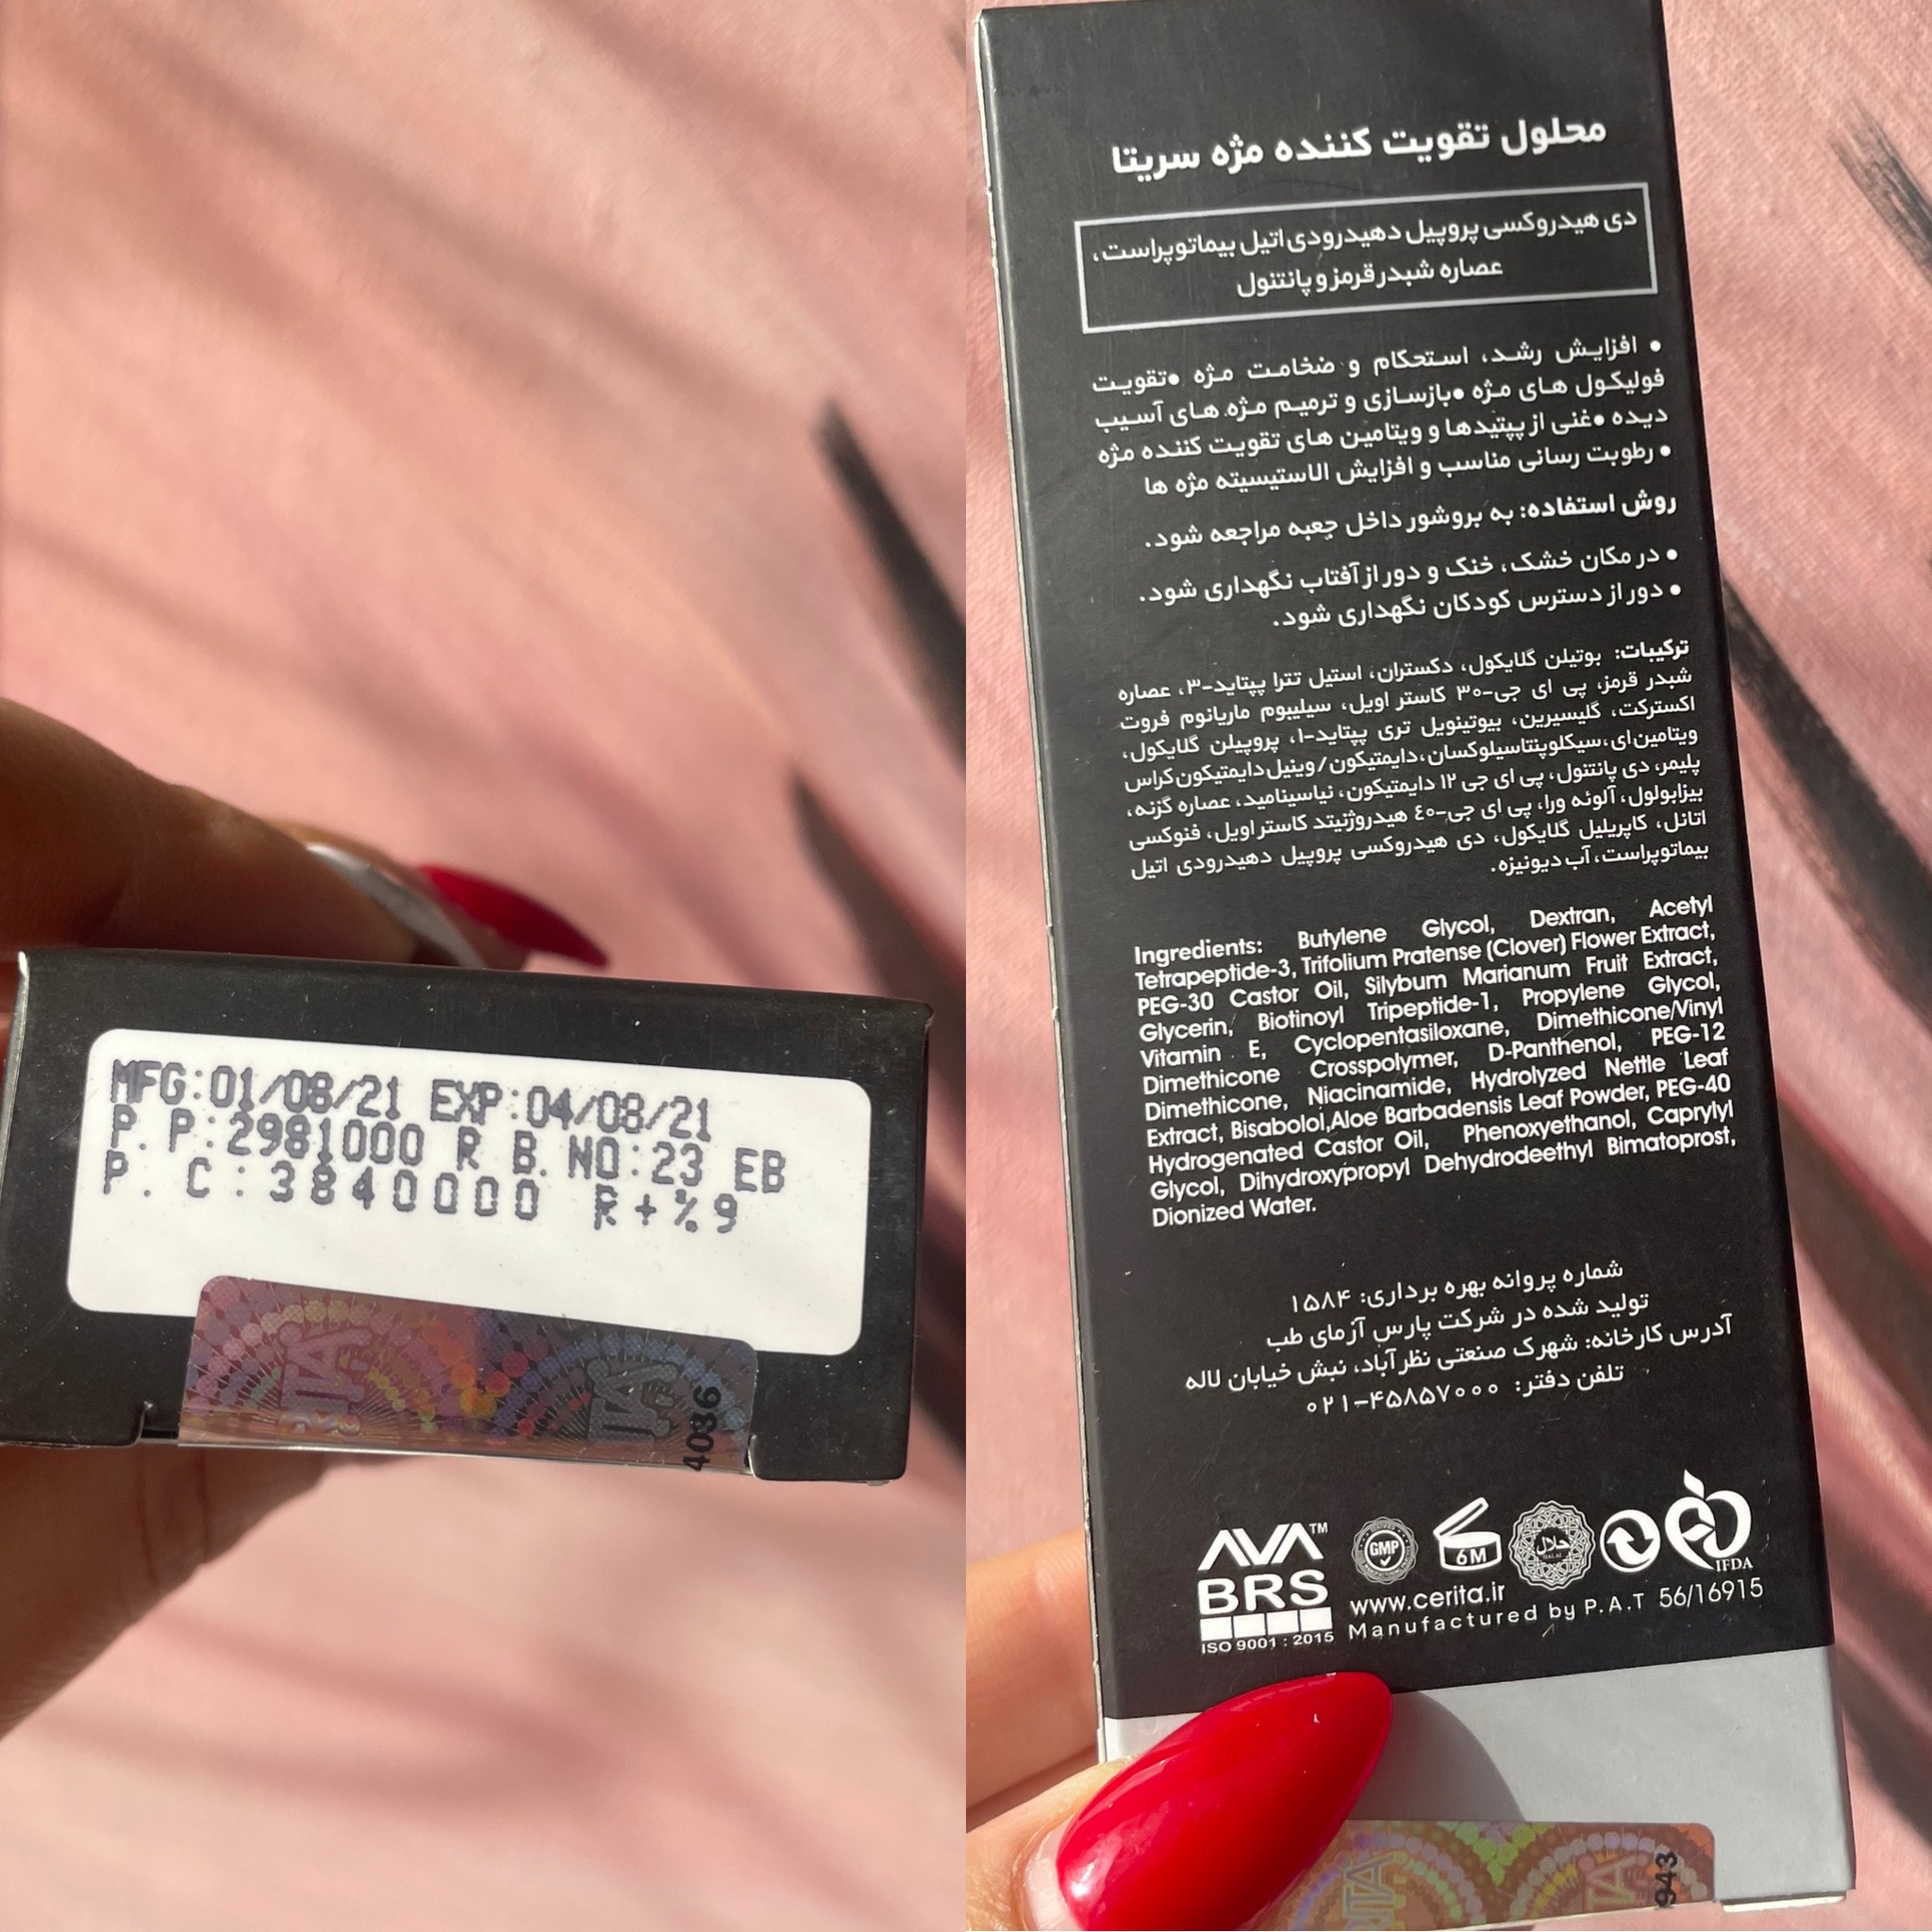 MFG:01/08/21 EXP:04/08/21
P. P:2981000 R B. NO:23 EB
P. C:3840000 R+%9
4036
محلول تقویت کننده مژه سریتا
دی هیدروکسی پروپیل دهیدرودی اتیل بیماتوپراست،
عصاره شبدر قرمز و پانتنول
• افزایش رشد، استحکام و ضخامت مژه •تقویت
فولیکول های مژه •بازسازی و ترمیم مژه های آسیب
دیده •غنی از پپتیدها و ویتامین های تقویت کننده مژه
• رطوبت رسانی مناسب و افزایش الاستیسیته مژه ها
روش استفاده: به بروشور داخل جعبه مراجعه شود.
• در مکان خشک، خنک و دور از آفتاب نگهداری شود.
• دور از دسترس کودکان نگهداری شود.
ترکیبات: بوتیلن گلایکول، دکستران، استیل تترا پپتاید-۳، عصاره
شبدر قرمز، پی ای جی-۳۰ کاستر اویل، سیلیبوم ماریانوم فروت
اکسترکت، گلیسیرین، بیوتینویل تری پپتاید-۱، پروپیلن گلایکول،
ویتامین ای، سیکلوپنتاسیلوکسان، دایمتیکون/وینیل دایمتیکون کراس
پلیمر، دی پانتنول، پی ای جی ۱۲ دایمتیکون، نیاسینامید، عصاره گزنه،
بیزابولول، آلوئه ورا، پی ای جی-٤۰ هیدروژنیتد کاستر اویل، فنوکسی
اتانل، کاپریلیل گلایکول، دی هیدروکسی پروپیل دهیدرودی اتیل
بیماتوپراست، آب دیونیزه.
Ingredients: Butylene Glycol, Dextran, Acetyl
Tetrapeptide-3, Trifolium Pratense (Clover) Flower Extract,
PEG-30 Castor Oil, Silybum Marianum Fruit Extract,
Glycerin, Biotinoyl Tripeptide-1, Propylene Glycol,
Vitamin E, Cyclopentasiloxane, Dimethicone/Vinyl
Dimethicone Crosspolymer, D-Panthenol, PEG-12
Dimethicone, Niacinamide, Hydrolyzed Nettle Leaf
Extract, Bisabolol,Aloe Barbadensis Leaf Powder, PEG-40
Hydrogenated Castor Oil, Phenoxyethanol, Caprylyl
Glycol, Dihydroxypropyl Dehydrodeethyl Bimatoprost,
Dionized Water.
شماره پروانه بهره برداری: ۱۵۸۴
تولید شده در شرکت پارس آزمای طب
آدرس کارخانه: شهرک صنعتی نظرآباد، نبش خیابان لاله
تلفن دفتر: ۰۲۱-۴۵۸۵۷۰۰۰
AVA™
BRS
ISO 9001 : 2015
GMP
6M
حلال
HALAL
IFDA
www.cerita.ir
Manufactured by P.A.T 56/16915
943